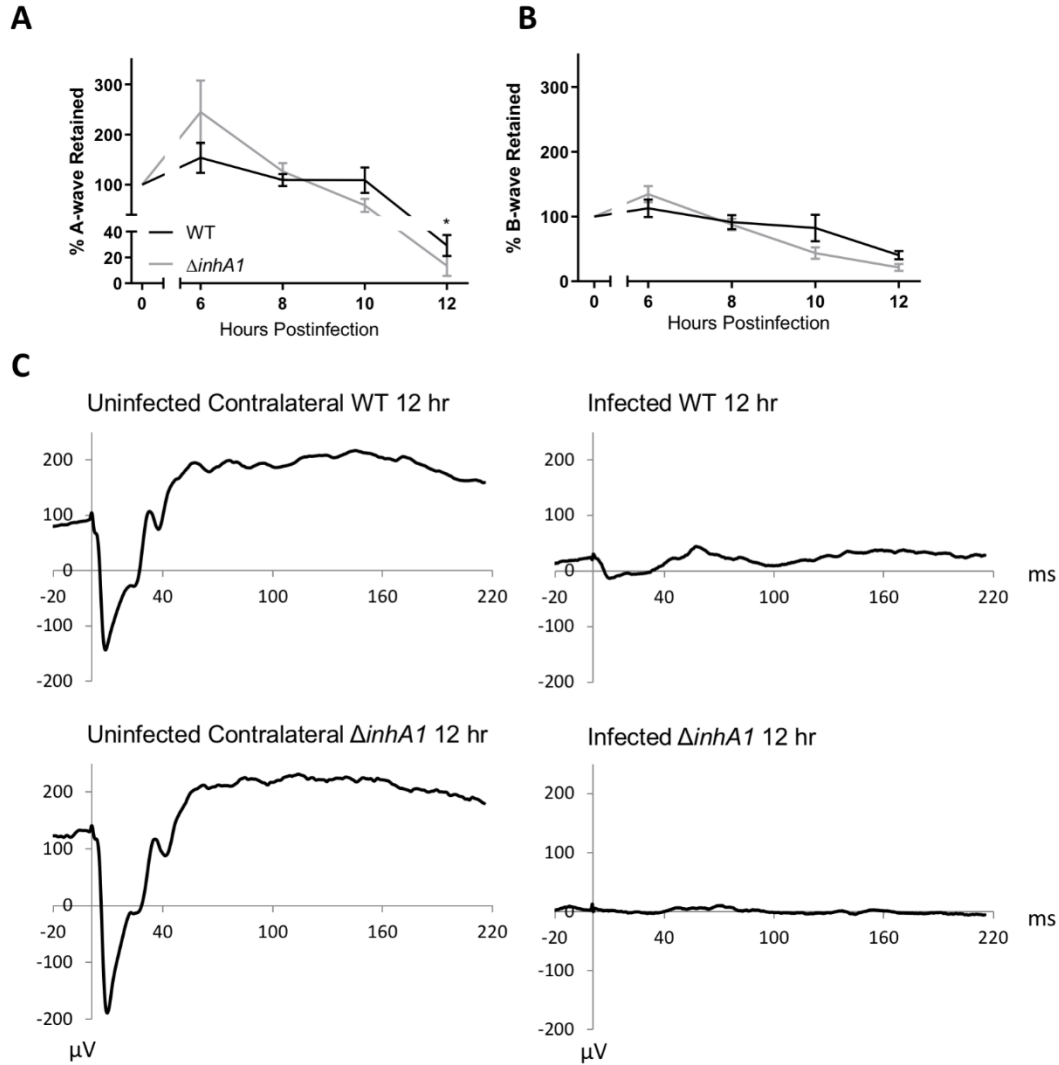 A
% A-wave Retained
300
200
100
40
20
0
WT
ΔinhA1
*
0 6 8 10 12
Hours Postinfection
B
% B-wave Retained
300
200
100
0
0 6 8 10 12
Hours Postinfection
C
Uninfected Contralateral WT 12 hr
200
100
0
-20 40 100 160 220
-100
-200
Infected WT 12 hr
200
100
0
-20 40 100 160 220
ms
-100
-200
Uninfected Contralateral ΔinhA1 12 hr
200
100
0
-20 40 100 160 220
-100
-200
μV
Infected ΔinhA1 12 hr
200
100
0
-20 40 100 160 220
ms
-100
-200
μV